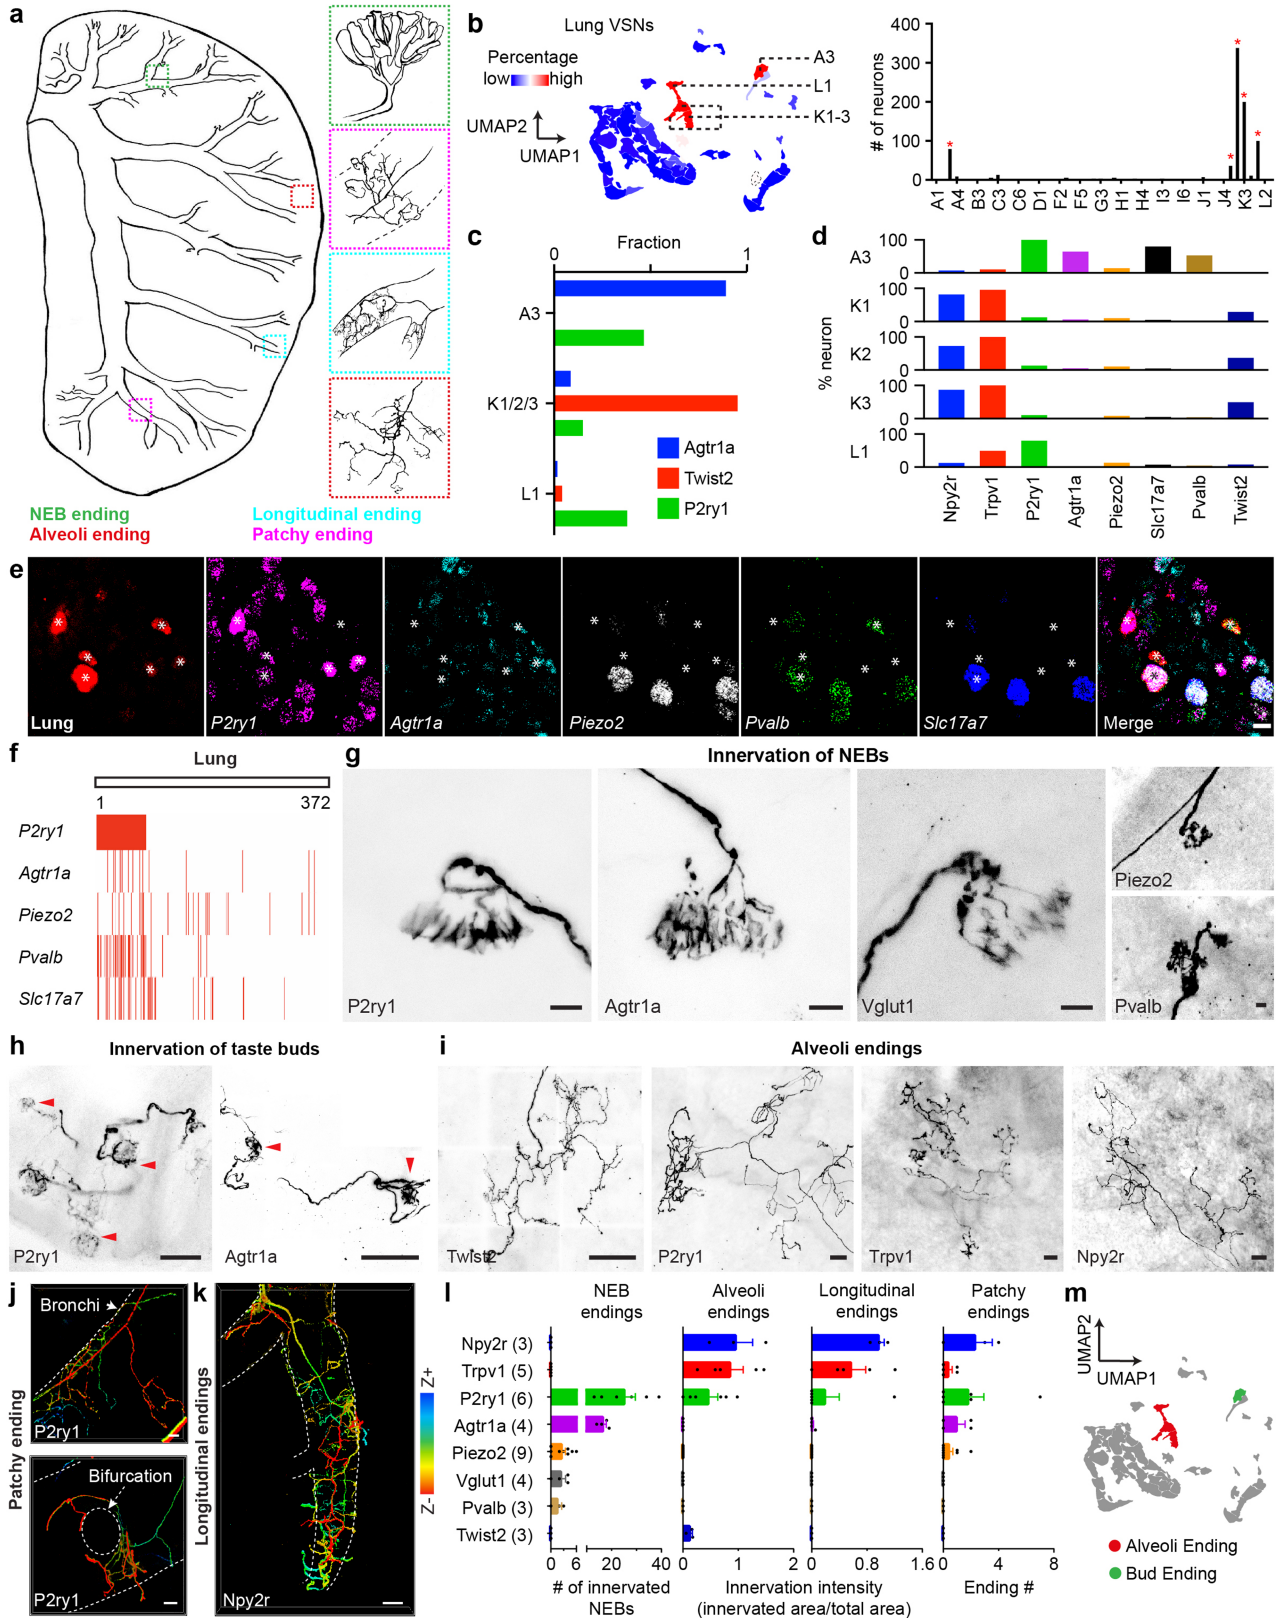 a
NEB ending
Alveoli ending
Longitudinal ending
Patchy ending
b
Lung VSNs
Percentage
low
high
UMAP2
UMAP1
A3
L1
K1-3
# of neurons
400
300
200
100
0
* * * * *
A1 A4 B3 C3 C6 D1 F2 F5 G3 H1 H4 I3 I6 J1 J4 K3 L2
c
Fraction
0 1
A3
K1/2/3
L1
Agtr1a
Twist2
P2ry1
d
% neuron
A3 100 0
K1 100 0
K2 100 0
K3 100 0
L1 100 0
Npy2r Trpv1 P2ry1 Agtr1a Piezo2 Slc17a7 Pvalb Twist2
e
Lung P2ry1 Agtr1a Piezo2 Pvalb Slc17a7 Merge
f
Lung
1 372
P2ry1
Agtr1a
Piezo2
Pvalb
Slc17a7
g
Innervation of NEBs
P2ry1
Agtr1a
Vglut1
Piezo2
Pvalb
h
Innervation of taste buds
P2ry1
Agtr1a
i
Alveoli endings
Twist2
P2ry1
Trpv1
Npy2r
j
Patchy ending
Bronchi
P2ry1
Bifurcation
P2ry1
k
Longitudinal endings
Npy2r
Z+
Z-
l
NEB endings
Alveoli endings
Longitudinal endings
Patchy endings
Npy2r (3)
Trpv1 (5)
P2ry1 (6)
Agtr1a (4)
Piezo2 (9)
Vglut1 (4)
Pvalb (3)
Twist2 (3)
0 6 20 40
0 1 2
0 0.8 1.6
0 4 8
# of innervated NEBs
Innervation intensity (innervated area/total area)
Ending #
m
UMAP2
UMAP1
Alveoli Ending
Bud Ending